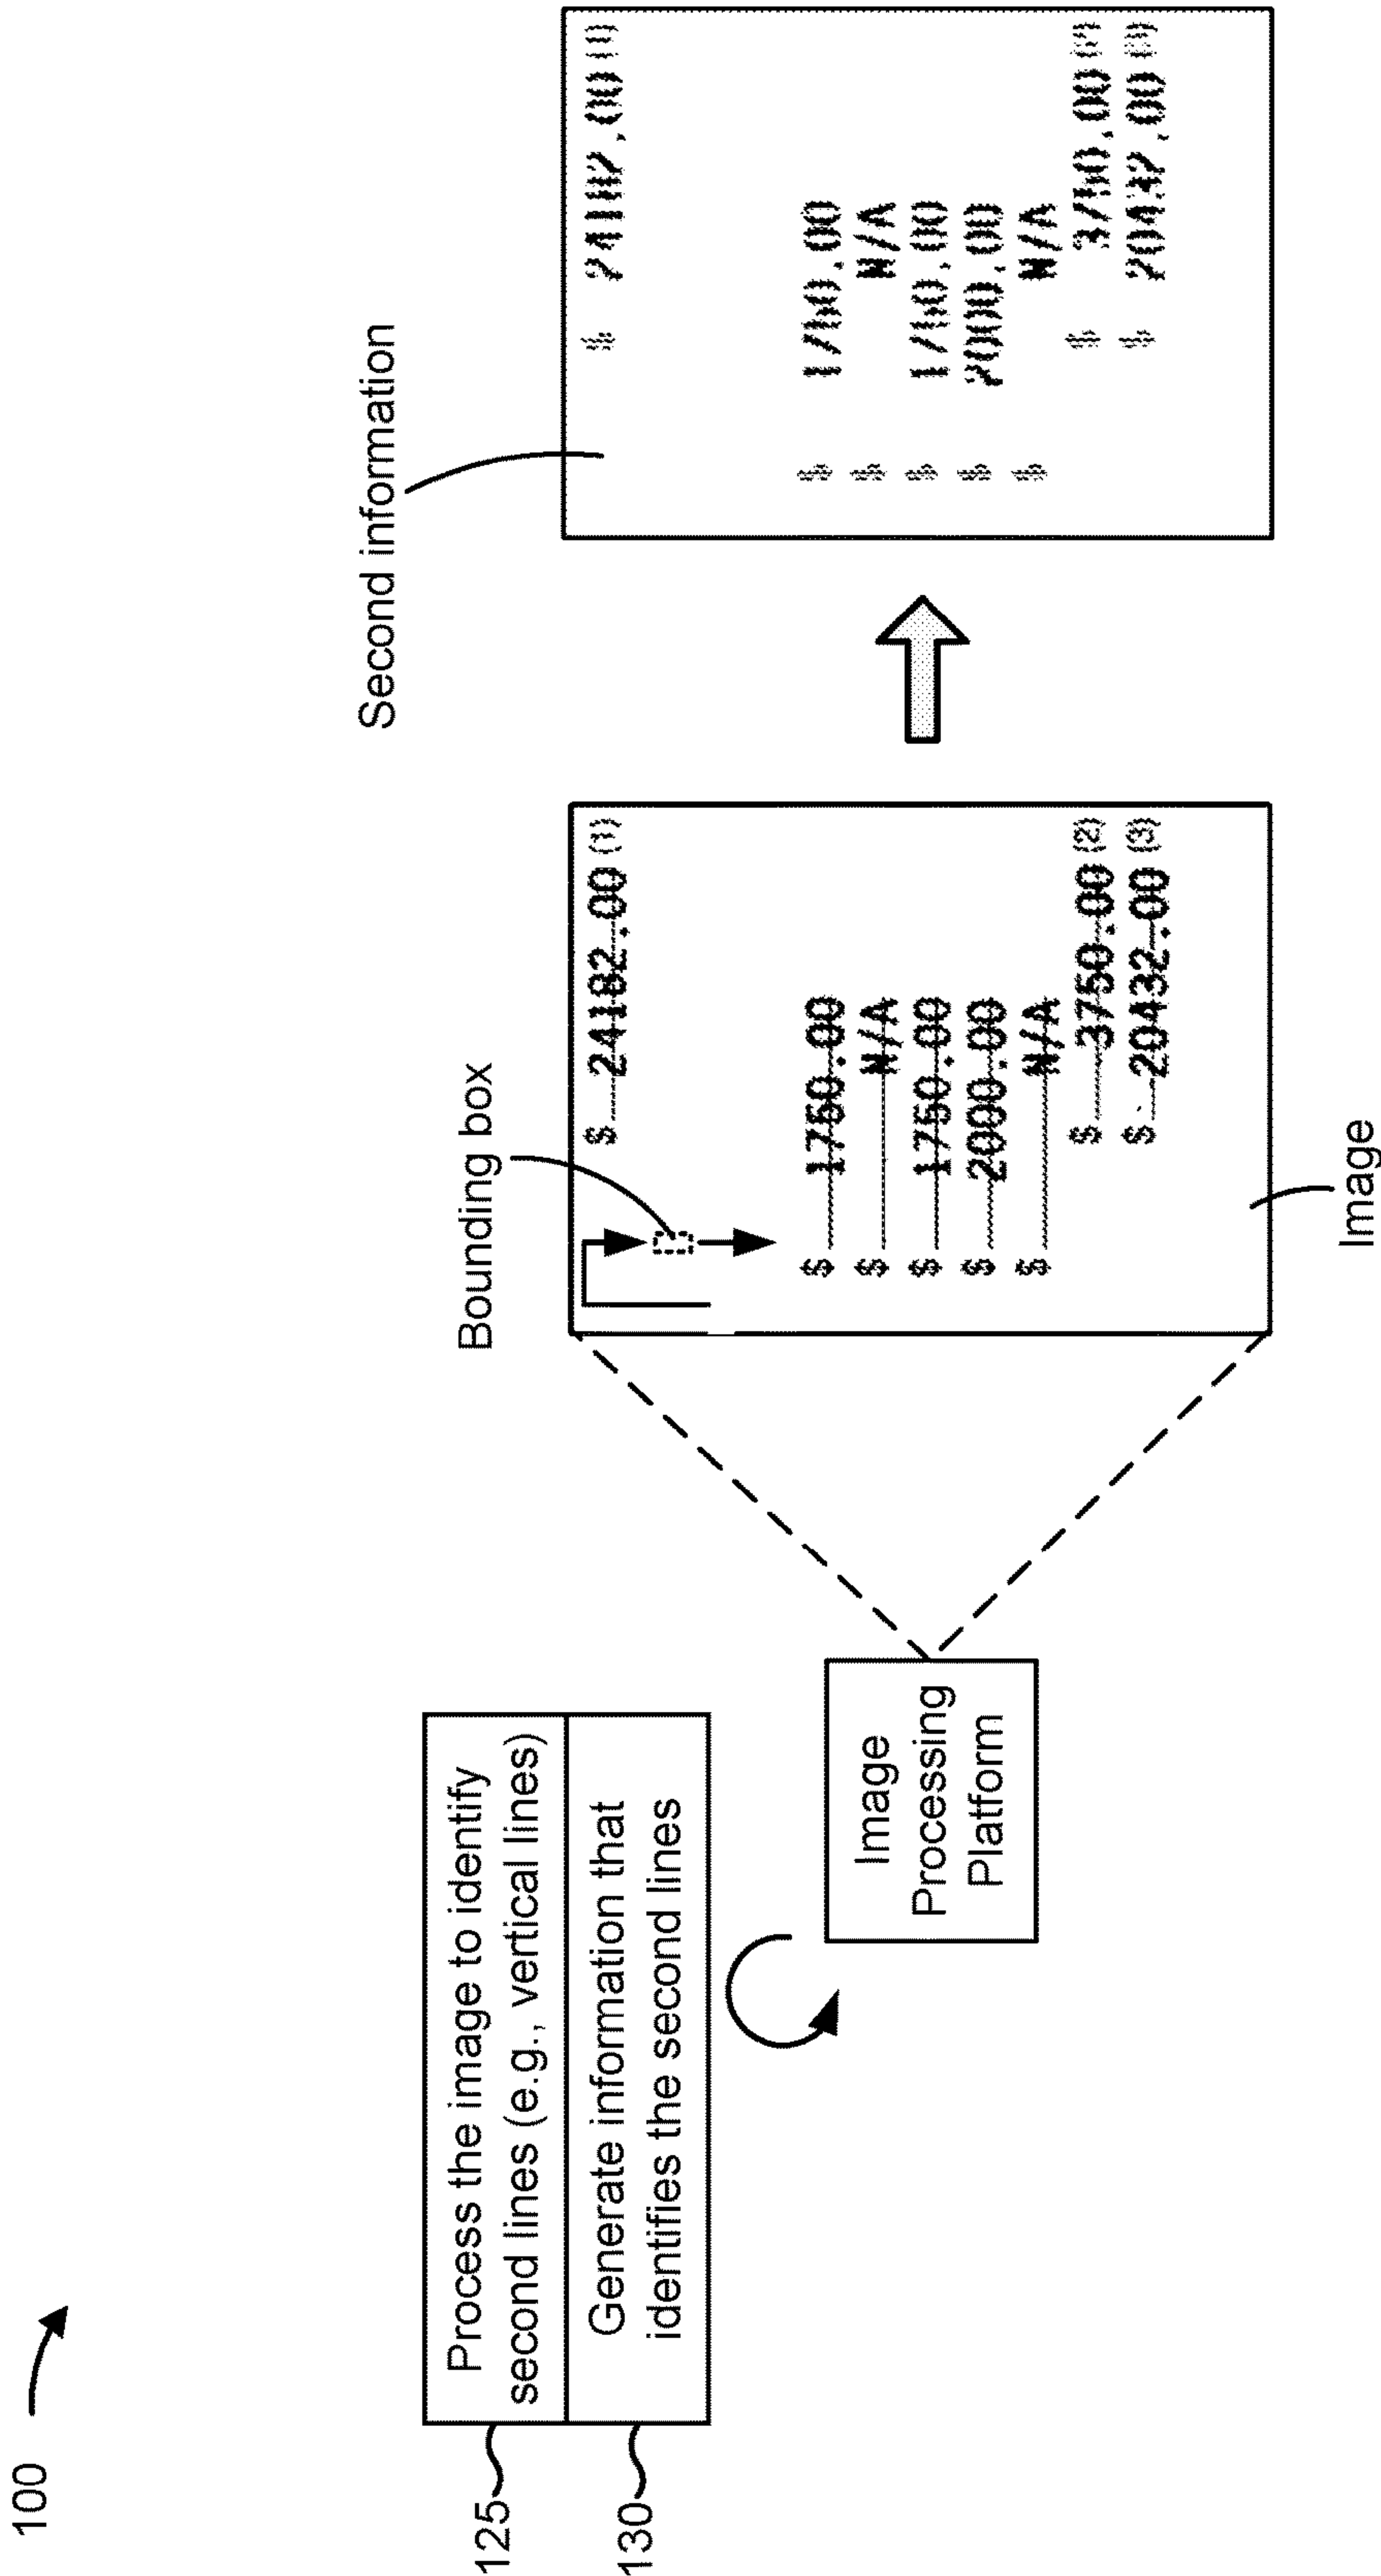 100
125
Process the image to identify
second lines (e.g., vertical lines)
130
Generate information that
identifies the second lines
Image
Processing
Platform
Bounding box
$ 24182.00 (1)
$ 1750.00
$ N/A
$ 1750.00
$ 2000.00
$ N/A
$ 3750.00 (2)
$ 20432.00 (3)
Image
Second information
$
$
$ N/A
$
$
$ N/A
$
$